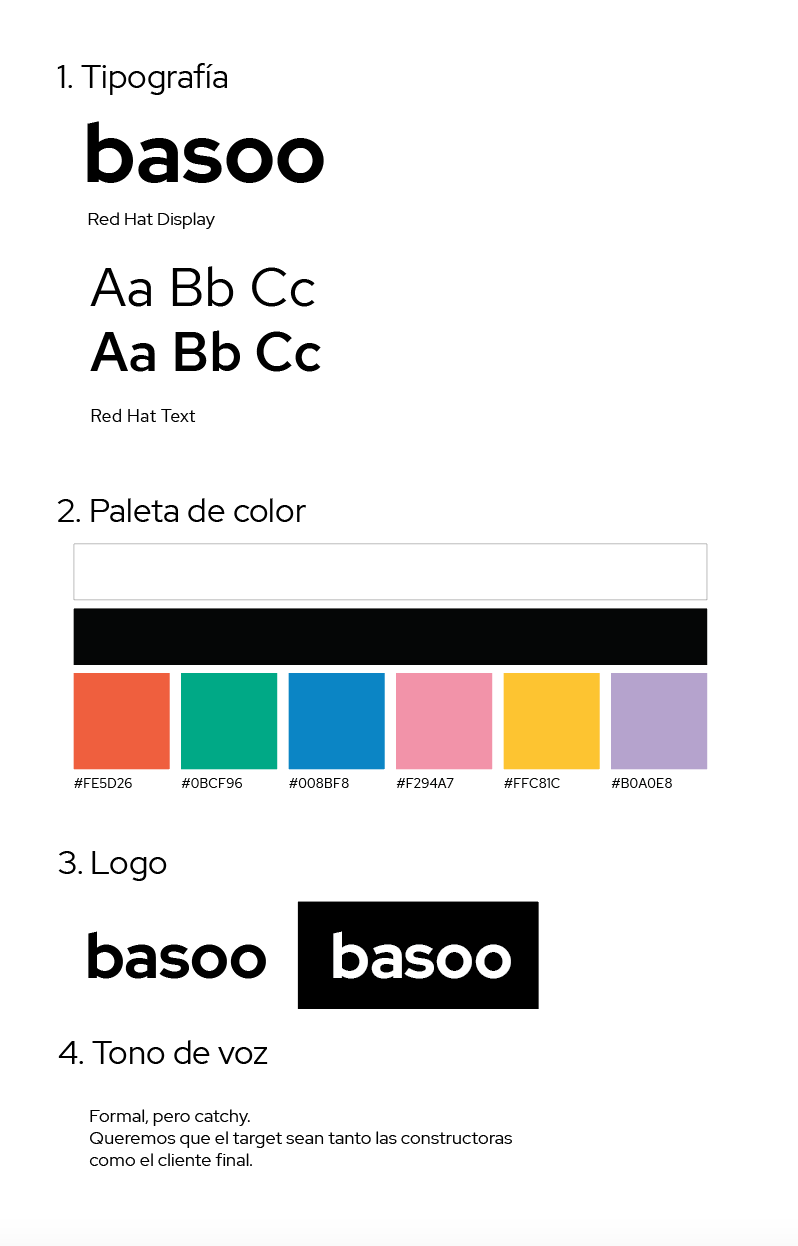 1. Tipografía
basoo
Red Hat Display
Aa Bb Cc
Aa Bb Cc
Red Hat Text
2. Paleta de color
#FE5D26 #0BCF96 #008BF8 #F294A7 #FFC81C #B0A0E8
3. Logo
basoo basoo
4. Tono de voz
Formal, pero catchy.
Queremos que el target sean tanto las constructoras
como el cliente final.